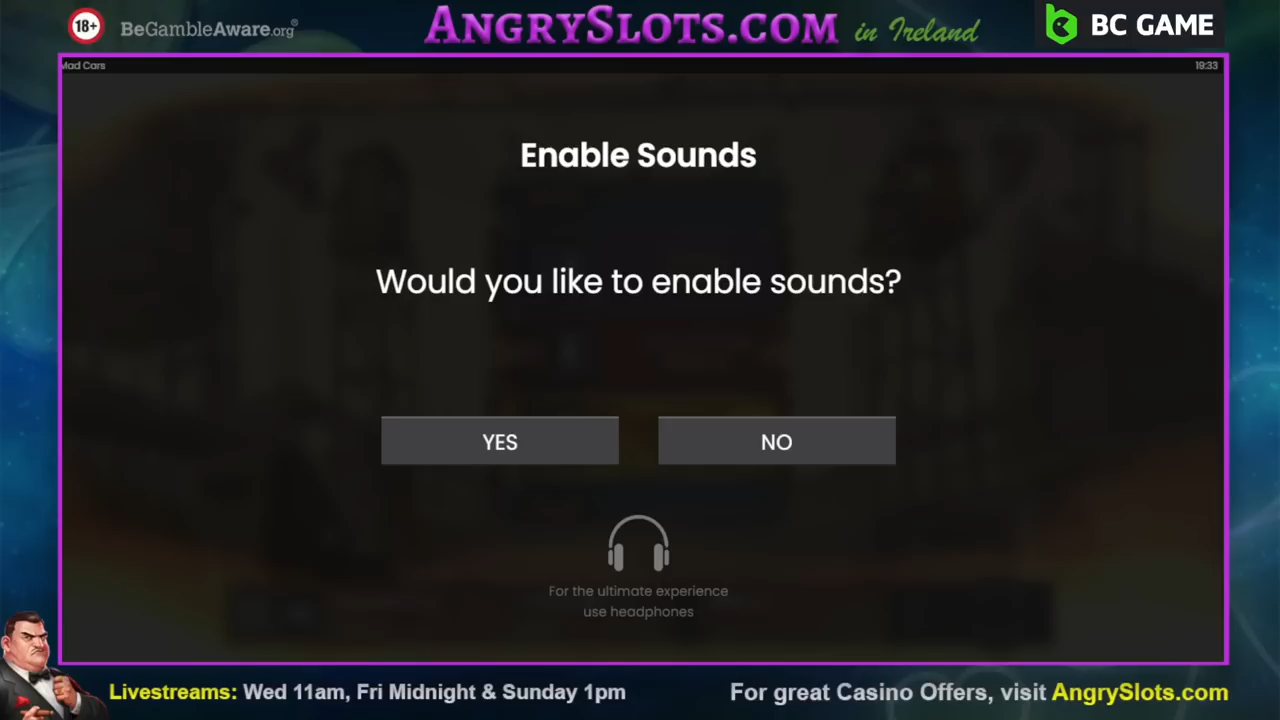 18+ BeGambleAware.org® AngrySlots.com in Ireland BC GAME
Mad Cars 19:33
Enable Sounds
Would you like to enable sounds?
YES NO
For the ultimate experience
use headphones
Livestreams: Wed 11am, Fri Midnight & Sunday 1pm For great Casino Offers, visit AngrySlots.com